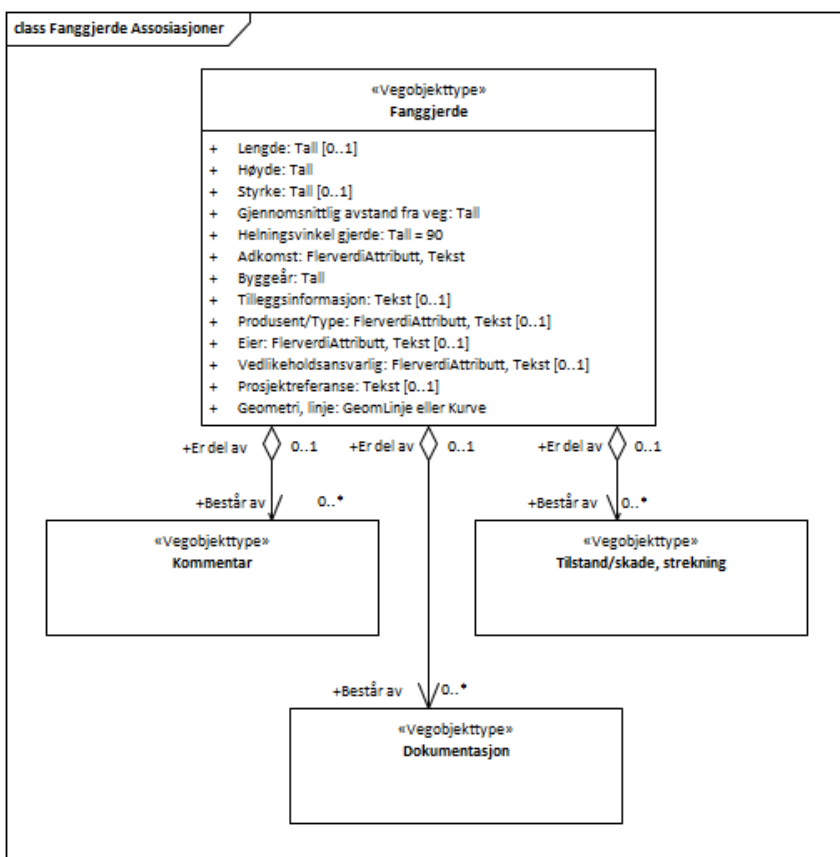 class Fanggjerde Assosiasjoner
«Vegobjekttype»
Fanggjerde
+ Lengde: Tall [0..1]
+ Høyde: Tall
+ Styrke: Tall [0..1]
+ Gjennomsnittlig avstand fra veg: Tall
+ Helningsvinkel gjerde: Tall = 90
+ Adkomst: FlerverdiAttributt, Tekst
+ Byggeår: Tall
+ Tilleggsinformasjon: Tekst [0..1]
+ Produsent/Type: FlerverdiAttributt, Tekst [0..1]
+ Eier: FlerverdiAttributt, Tekst [0..1]
+ Vedlikeholdsansvarlig: FlerverdiAttributt, Tekst [0..1]
+ Prosjektreferanse: Tekst [0..1]
+ Geometri, linje: GeomLinje eller Kurve
+Er del av 0..1 +Er del av 0..1 +Er del av 0..1
+Består av 0..* +Består av 0..*
«Vegobjekttype»
Kommentar
«Vegobjekttype»
Tilstand/skade, strekning
+Består av 0..*
«Vegobjekttype»
Dokumentasjon